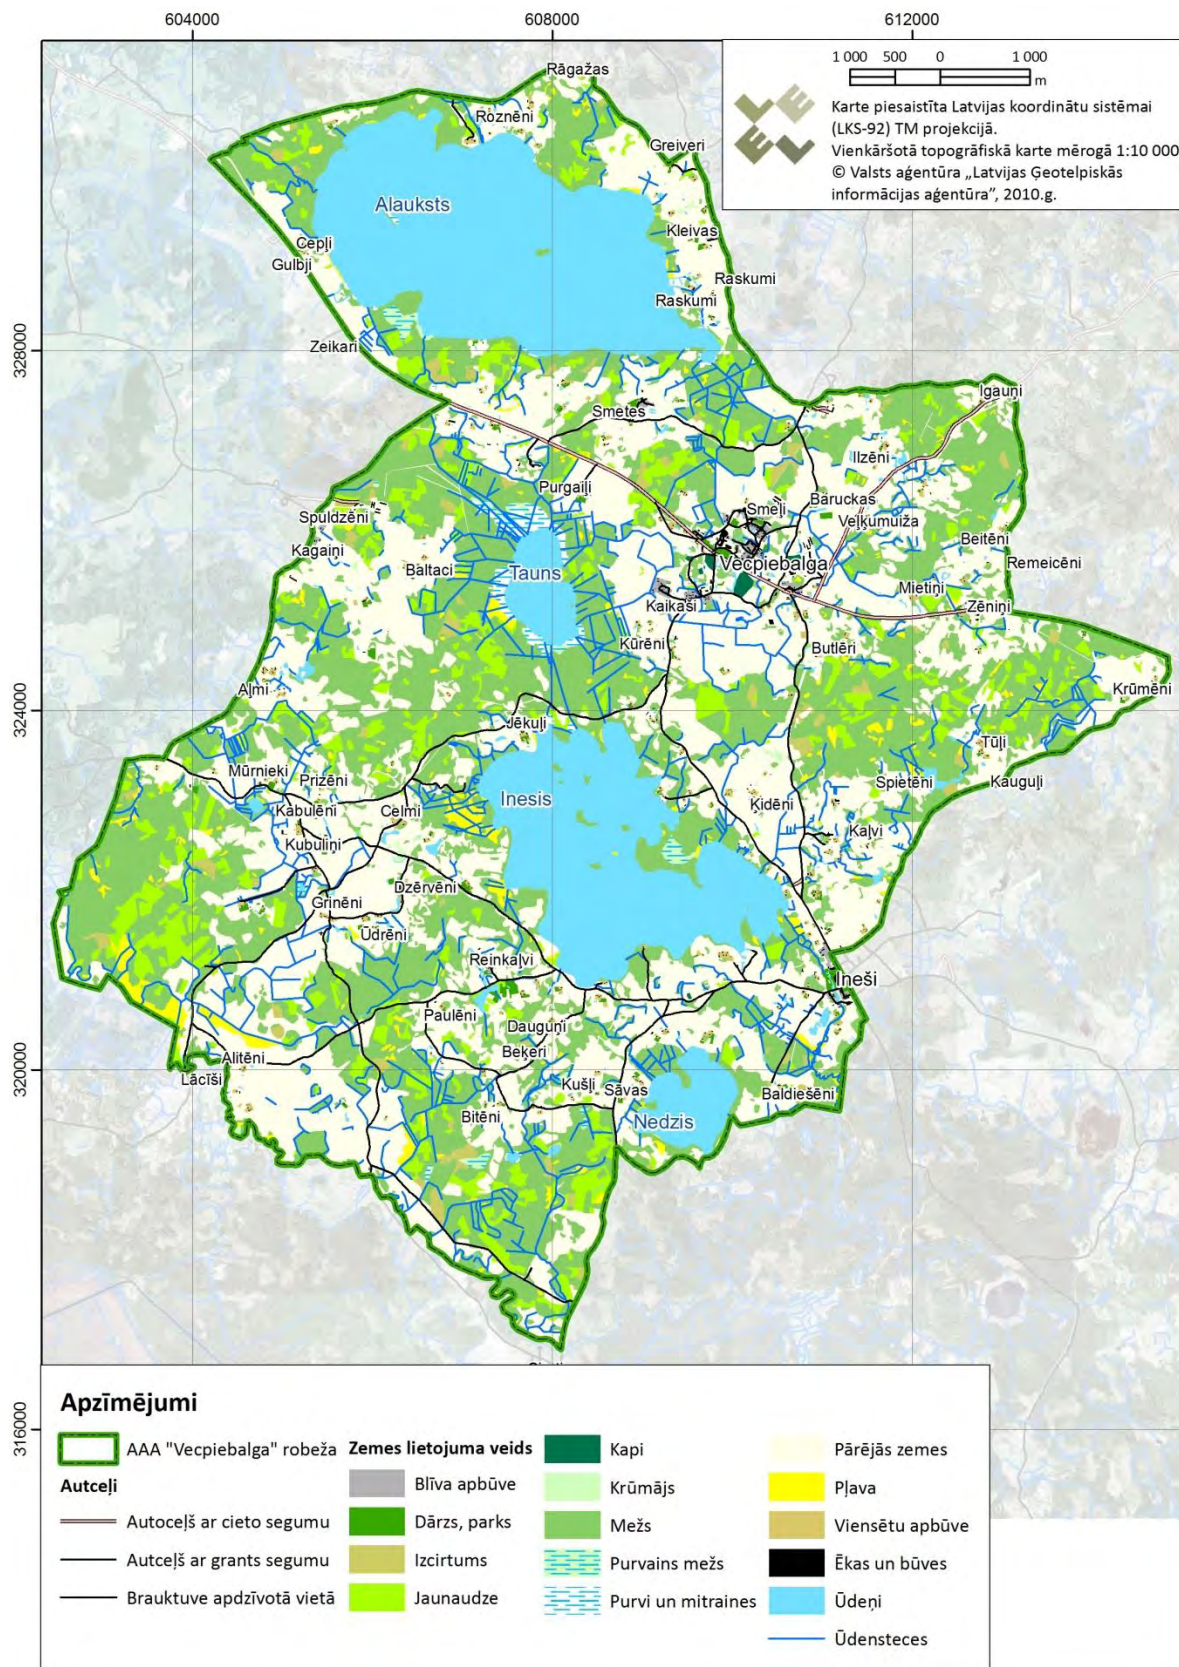 604000
608000
612000
1 000 500 0 1 000
m
Karte piesaistīta Latvijas koordinātu sistēmai
(LKS-92) TM projekcijā.
Vienkāršotā topogrāfiskā karte mērogā 1:10 000
© Valsts aģentūra „Latvijas Ģeotelpiskās
informācijas aģentūra”, 2010.g.
Rāgažas
Roznēni
Greiveri
Alauksts
Kleivas
Cepļi
Gulbji
Raskumi
Raskumi
Zeikari
328000
Igauņi
Smetes
Ilzēni
Purgaiļi
Baruckas
Smeļi
Spuldzēni
Veļķumuiža
Beitēni
Kagaiņi
Vecpiebalga
Remeicēni
Baltaci
Tauns
Mietiņi
Kaikaši
Zēniņi
Kūrēni
Butlēri
Aļmi
Krūmēni
324000
Jēkuļi
Tūļi
Mūrnieki
Prizēni
Spietēni
Kauguļi
Inesis
Ķidēni
Kabulēni
Celmi
Kaļvi
Kubuliņi
Dzērvēni
Grinēni
Ūdrēni
Reinkaļvi
Ineši
Paulēni
Dauguņi
Beķeri
Alitēni
320000
Lācīši
Kušļi
Sāvas
Baldiešēni
Bitēni
Nedzis
316000
Apzīmējumi
AAA "Vecpiebalga" robeža
Autceļi
Autoceļš ar cieto segumu
Autceļš ar grants segumu
Brauktuve apdzīvotā vietā
Zemes lietojuma veids
Blīva apbūve
Dārzs, parks
Izcirtums
Jaunaudze
Kapi
Krūmājs
Mežs
Purvains mežs
Purvi un mitraines
Pārējās zemes
Pļava
Viensētu apbūve
Ēkas un būves
Ūdeņi
Ūdensteces